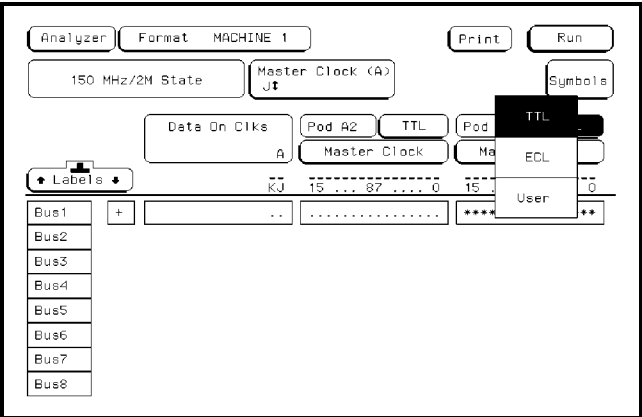 Analyzer Format MACHINE 1 Print Run
150 MHz/2M State Master Clock (A) J↕ Symbols
Data On Clks A Pod A2 TTL Pod
Master Clock Ma
TTL
ECL
User
↑ Labels ↓ KJ 15 ... 87 .... 0 15 . 0
Bus1 + .. ................ **** **
Bus2
Bus3
Bus4
Bus5
Bus6
Bus7
Bus8